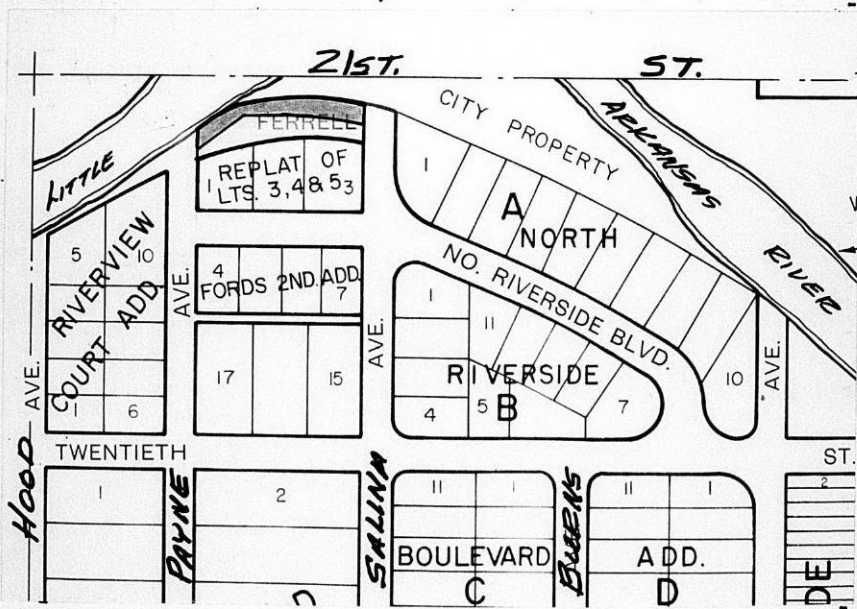 21ST. ST.
CITY PROPERTY
ARKANSAS
RIVER
LITTLE
FERRELL
1 REPLAT OF
LTS. 3, 4 & 5 3
1
A
NORTH
NO. RIVERSIDE BLVD.
5 10
RIVERVIEW
COURT ADD
1 6
AVE.
4 7
FORDS 2ND. ADD.
17 15
AVE.
1 11
RIVERSIDE
4 5 B 7
10
AVE.
AVE.
TWENTIETH ST.
HOOD
PAYNE
SALINA
1
2
11 1
BOULEVARD
C
11 1
ADD.
D
2
DE